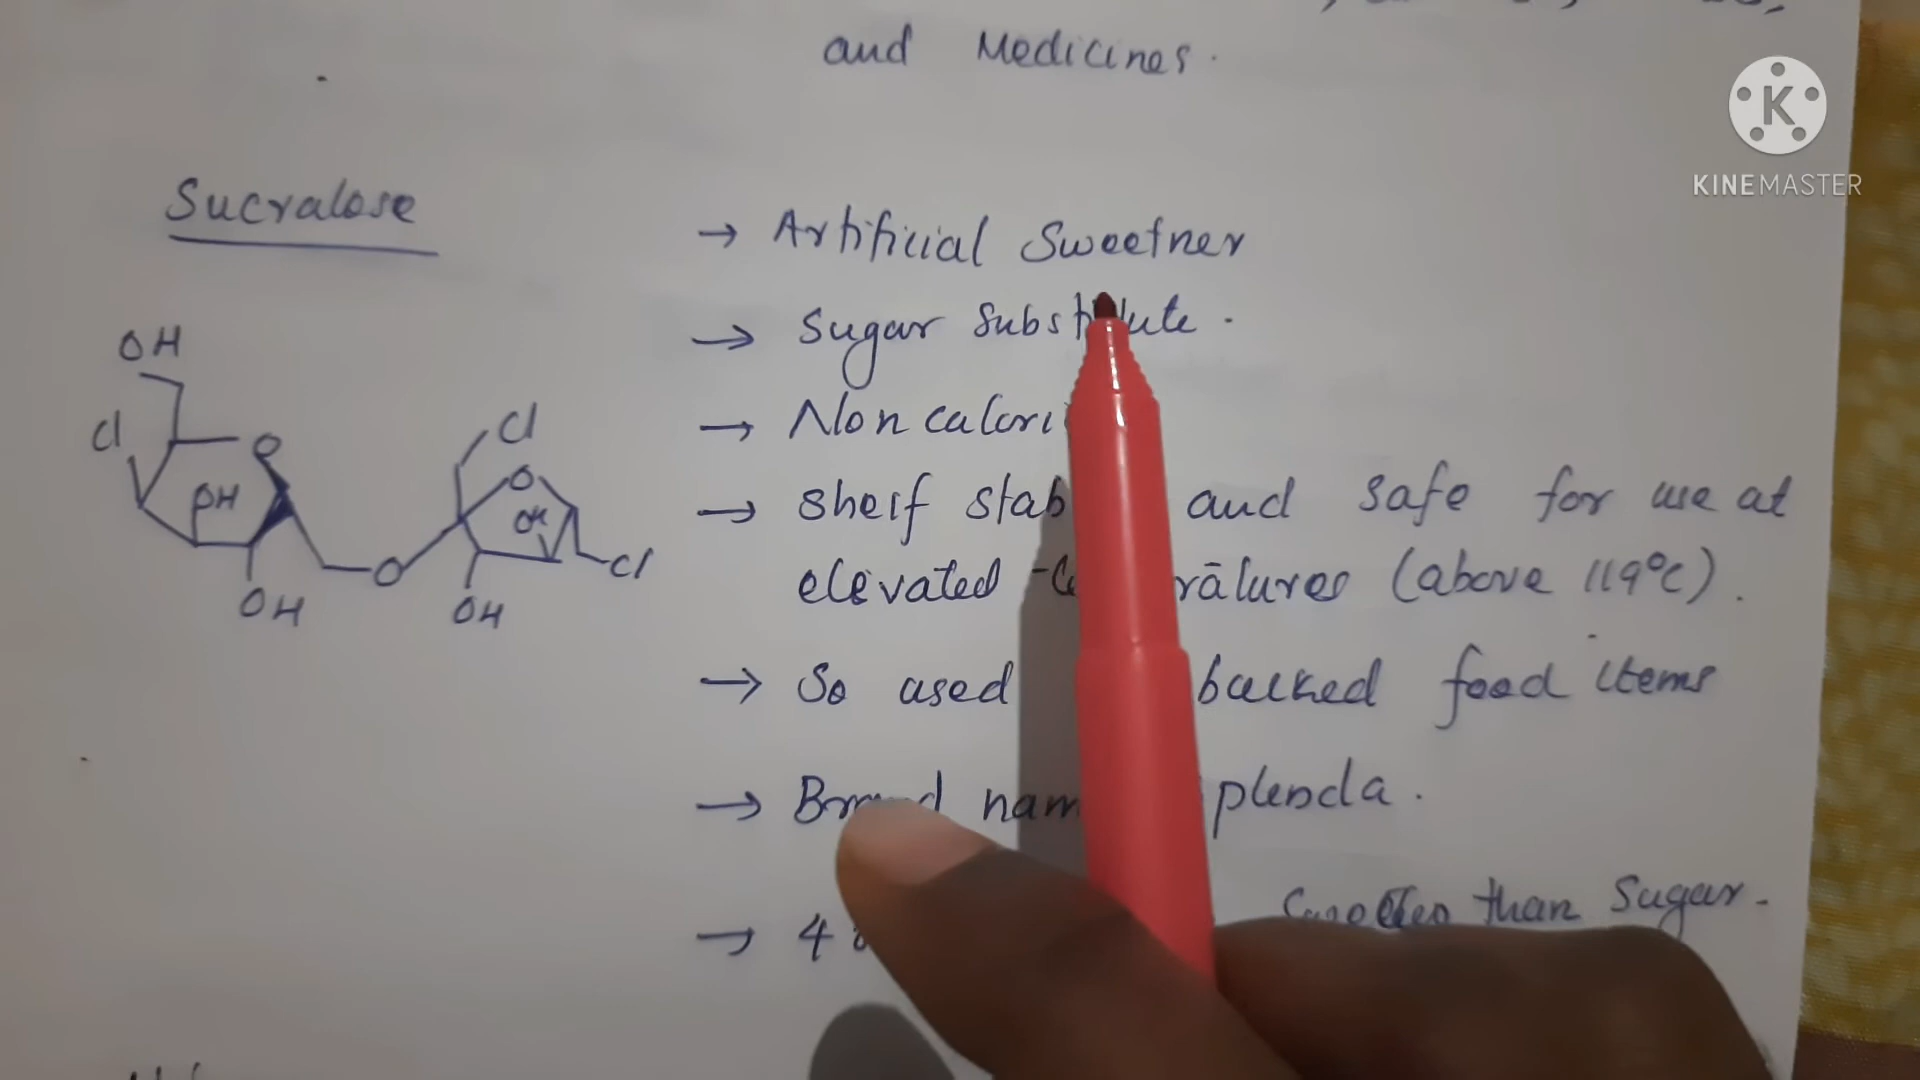 and Medicines.
Sucralose
→ Artificial Sweetner
→ Sugar Substitute.
→ Non calori
→ Shelf stab and safe for use at
elevated ratures (above 119°C).
→ So used backed food items
→ Brand nam plenda.
→ 4 than Sugar.
OH
Cl
O
OH
OH
O
Cl
O
OH
OH
Cl
K
KINEMASTER